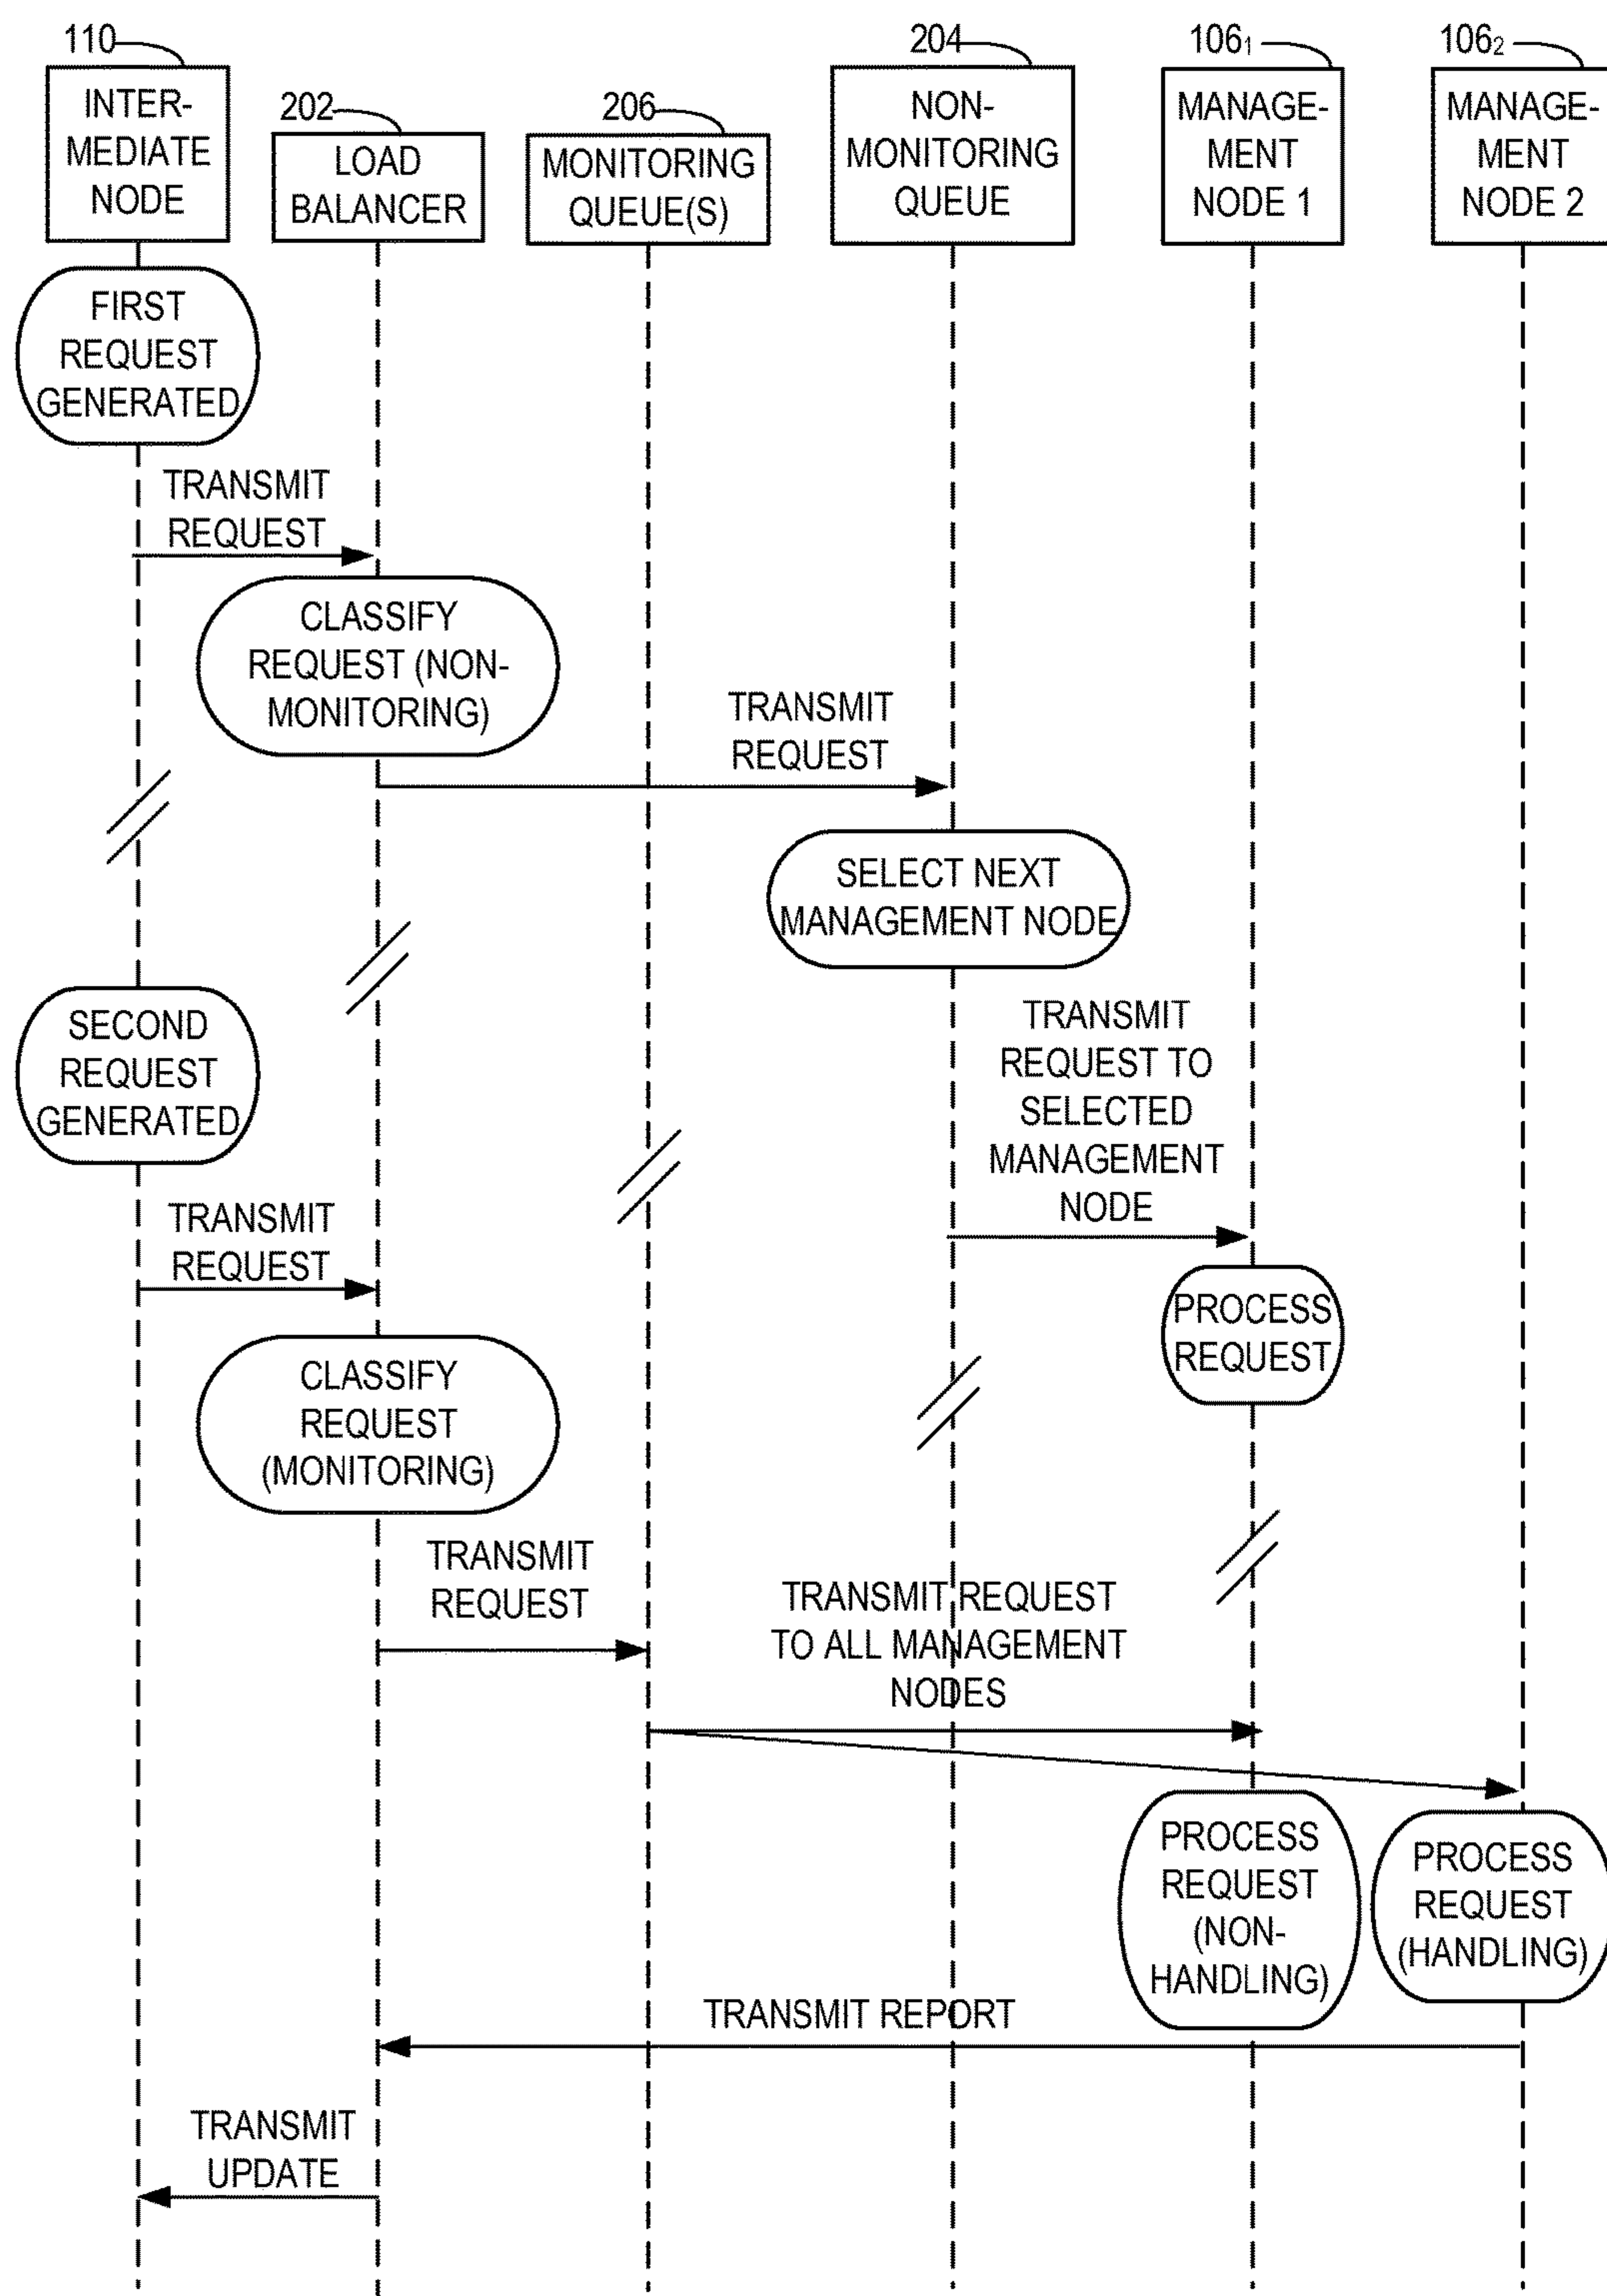 110
204
106₁
106₂
202
206
INTER-
MEDIATE
NODE
LOAD
BALANCER
MONITORING
QUEUE(S)
NON-
MONITORING
QUEUE
MANAGE-
MENT
NODE 1
MANAGE-
MENT
NODE 2
FIRST
REQUEST
GENERATED
TRANSMIT
REQUEST
CLASSIFY
REQUEST (NON-
MONITORING)
TRANSMIT
REQUEST
SELECT NEXT
MANAGEMENT NODE
SECOND
REQUEST
GENERATED
TRANSMIT
REQUEST TO
SELECTED
MANAGEMENT
NODE
TRANSMIT
REQUEST
PROCESS
REQUEST
CLASSIFY
REQUEST
(MONITORING)
TRANSMIT
REQUEST
TRANSMIT REQUEST
TO ALL MANAGEMENT
NODES
PROCESS
REQUEST
(NON-
HANDLING)
PROCESS
REQUEST
(HANDLING)
TRANSMIT REPORT
TRANSMIT
UPDATE